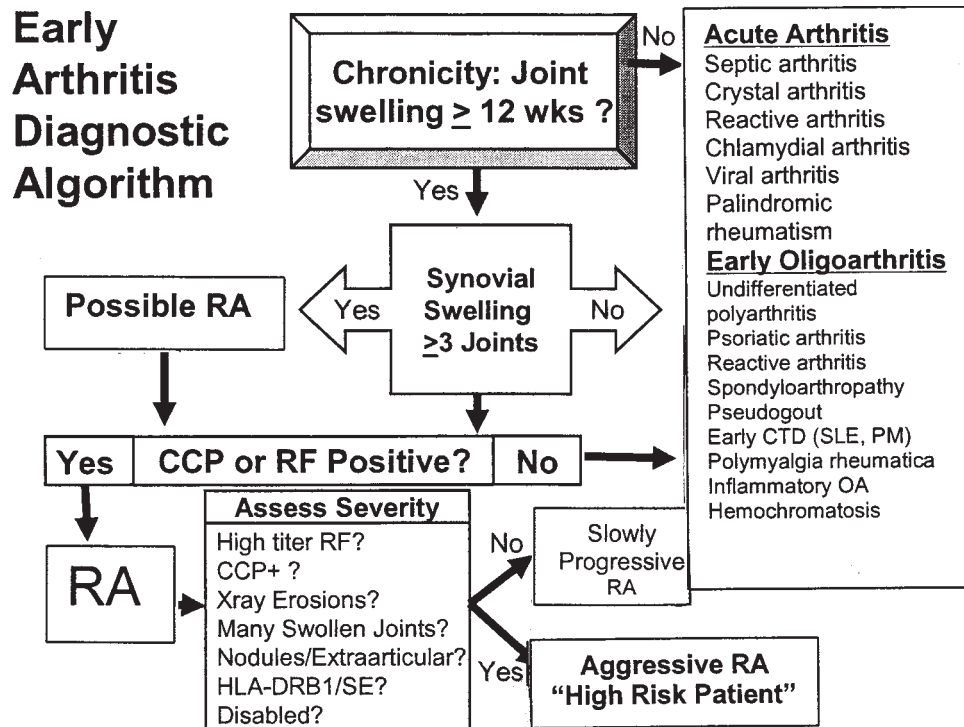 Early
Arthritis
Diagnostic
Algorithm
Chronicity: Joint
swelling ≥ 12 wks ?
No
Yes
Acute Arthritis
Septic arthritis
Crystal arthritis
Reactive arthritis
Chlamydial arthritis
Viral arthritis
Palindromic
rheumatism
Early Oligoarthritis
Undifferentiated
polyarthritis
Psoriatic arthritis
Reactive arthritis
Spondyloarthropathy
Pseudogout
Early CTD (SLE, PM)
Polymyalgia rheumatica
Inflammatory OA
Hemochromatosis
Possible RA
Yes
Synovial
Swelling
≥3 Joints
No
Yes
CCP or RF Positive?
No
RA
Assess Severity
High titer RF?
CCP+ ?
Xray Erosions?
Many Swollen Joints?
Nodules/Extraarticular?
HLA-DRB1/SE?
Disabled?
No
Slowly
Progressive
RA
Yes
Aggressive RA
“High Risk Patient”